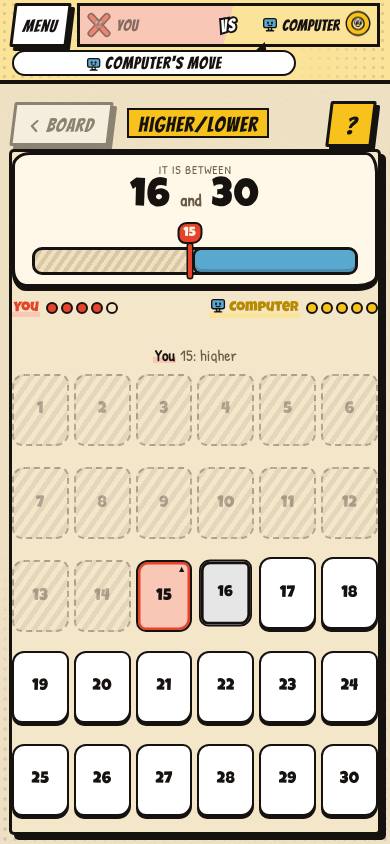 MENU
YOU
VS
COMPUTER
COMPUTER'S MOVE
< BOARD
HIGHER/LOWER
?
IT IS BETWEEN
16 and 30
15
YOU
COMPUTER
You 15: higher
1 2 3 4 5 6
7 8 9 10 11 12
13 14 15 16 17 18
19 20 21 22 23 24
25 26 27 28 29 30